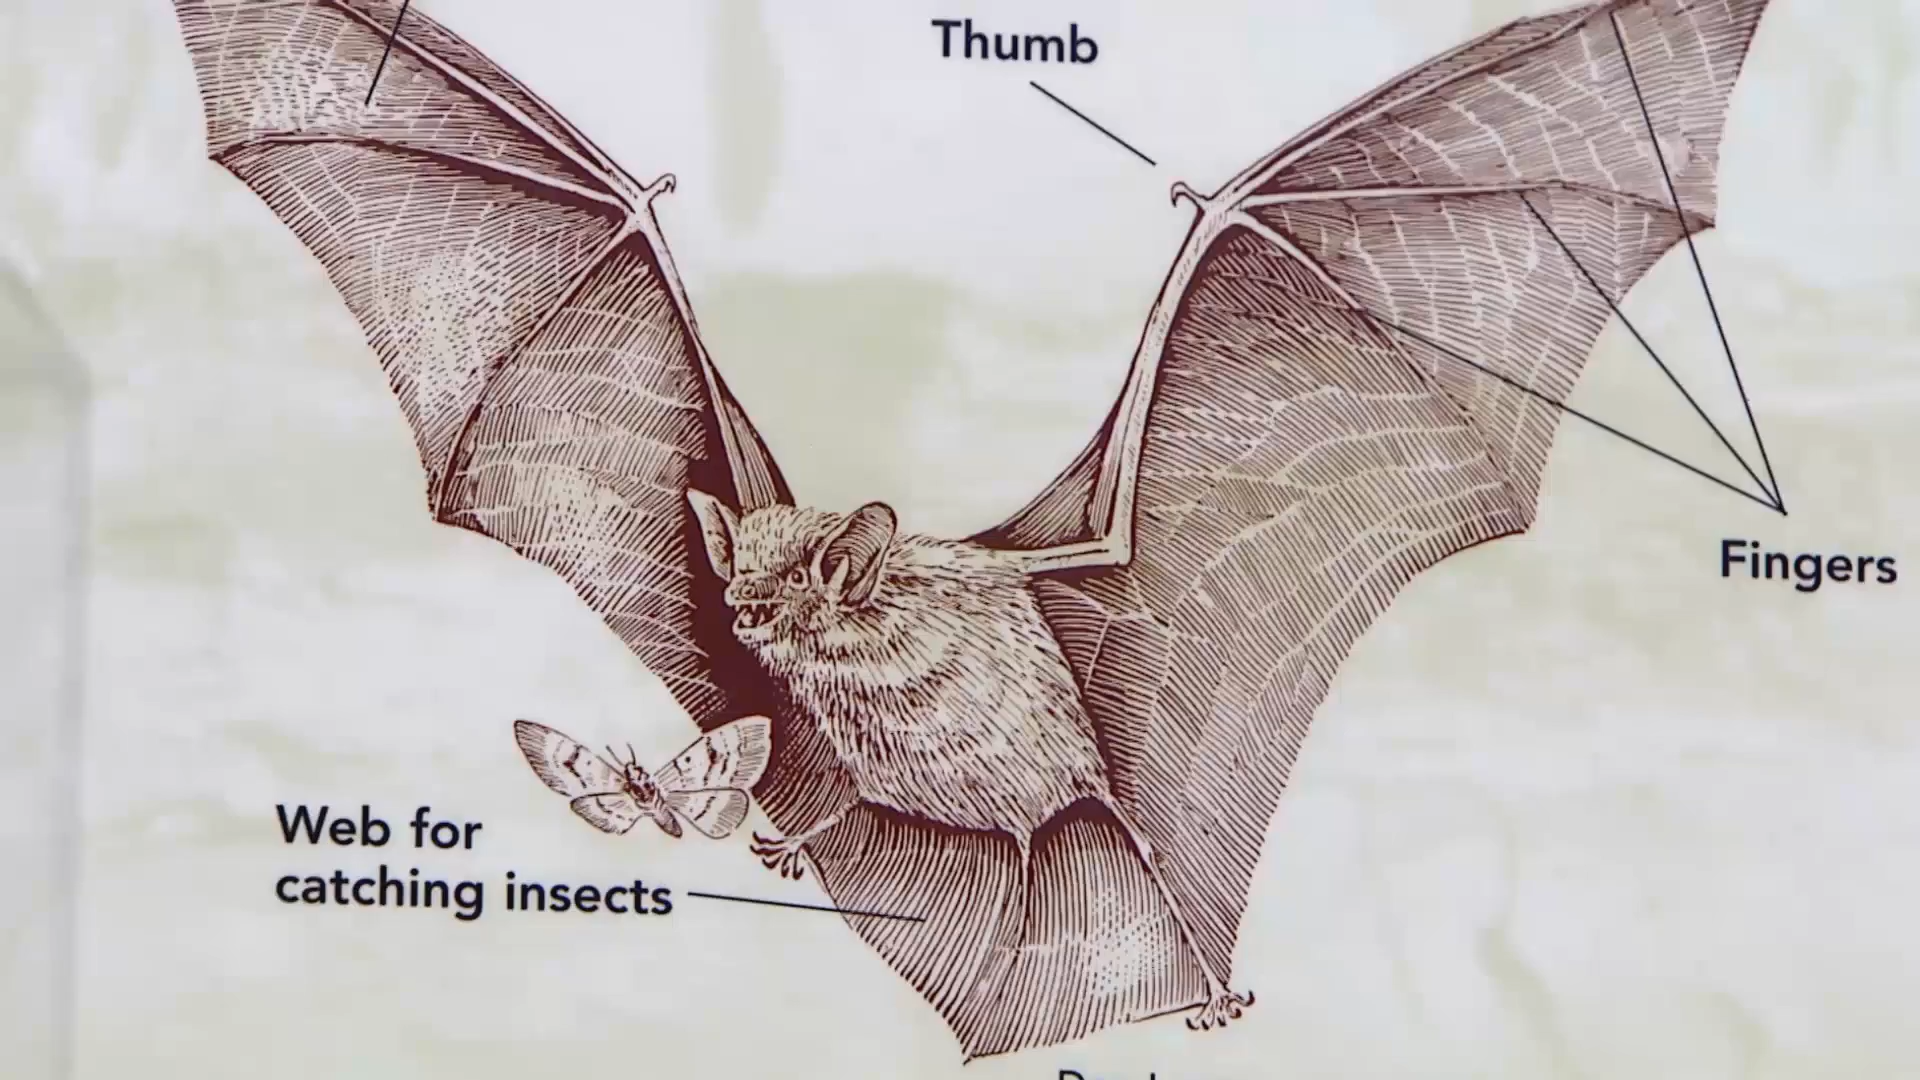 Thumb
Fingers
Web for
catching insects